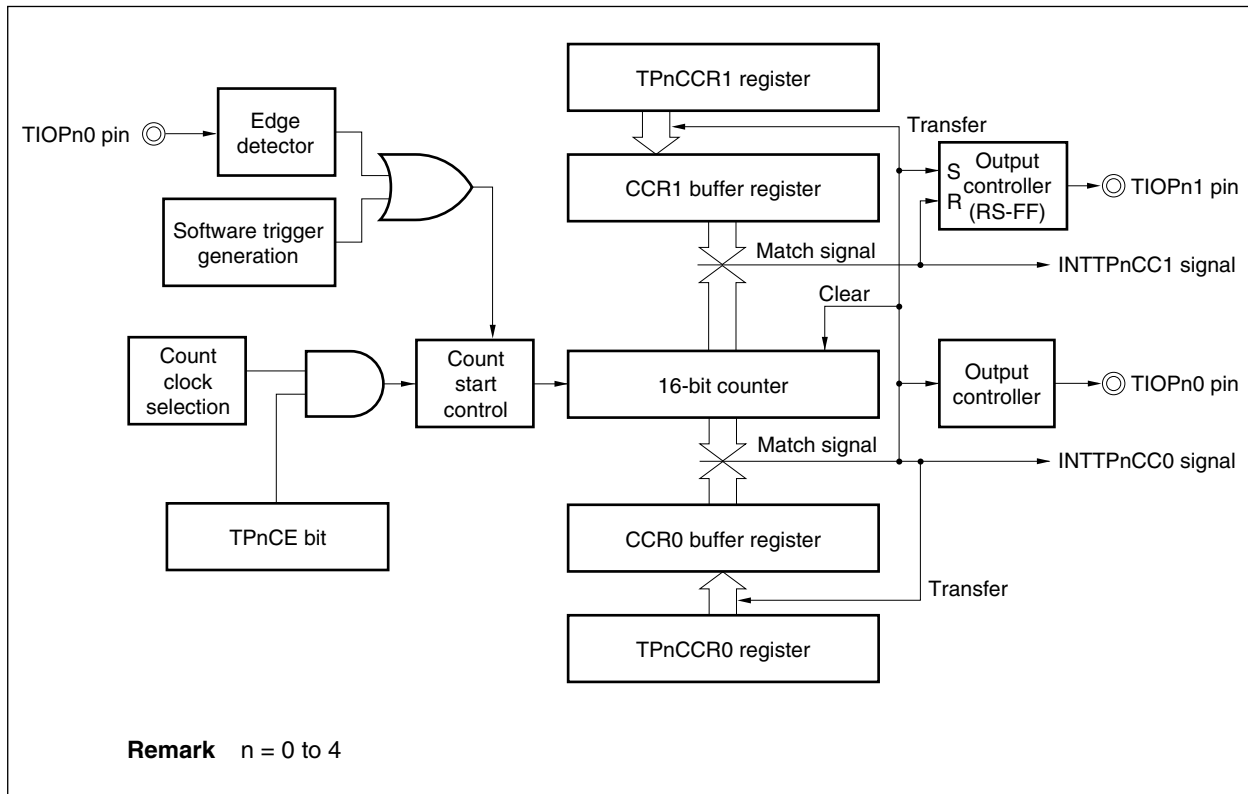 TPnCCR1 register
TIOPn0 pin
Edge
detector
Transfer
CCR1 buffer register
S
R
Output
controller
(RS-FF)
TIOPn1 pin
Software trigger
generation
Match signal
INTTPnCC1 signal
Clear
Count
clock
selection
Count
start
control
16-bit counter
Output
controller
TIOPn0 pin
Match signal
INTTPnCC0 signal
TPnCE bit
CCR0 buffer register
Transfer
TPnCCR0 register
Remark n = 0 to 4